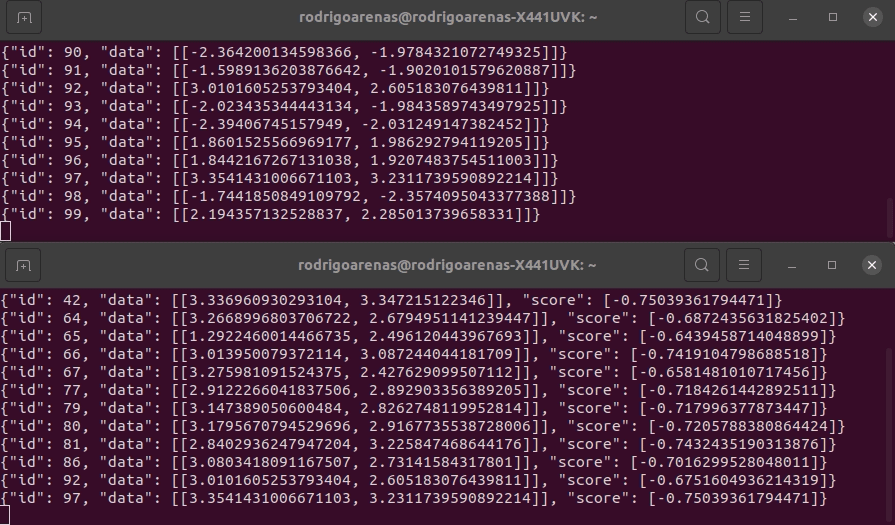 rodrigoarenas@rodrigoarenas-X441UVK: ~
{"id": 90, "data": [[-2.364200134598366, -1.9784321072749325]]}
{"id": 91, "data": [[-1.5989136203876642, -1.9020101579620887]]}
{"id": 92, "data": [[3.0101605253793404, 2.605183076439811]]}
{"id": 93, "data": [[-2.023435344443134, -1.9843589743497925]]}
{"id": 94, "data": [[-2.39406745157949, -2.031249147382452]]}
{"id": 95, "data": [[1.8601525566969177, 1.986292794119205]]}
{"id": 96, "data": [[1.8442167267131038, 1.9207483754511003]]}
{"id": 97, "data": [[3.3541431006671103, 3.2311739590892214]]}
{"id": 98, "data": [[-1.7441850849109792, -2.3574095043377388]]}
{"id": 99, "data": [[2.194357132528837, 2.285013739658331]]}
rodrigoarenas@rodrigoarenas-X441UVK: ~
{"id": 42, "data": [[3.336960930293104, 3.347215122346]], "score": [-0.75039361794471]}
{"id": 64, "data": [[3.2668996803706722, 2.6794951141239447]], "score": [-0.6872435631825402]}
{"id": 65, "data": [[1.2922460014466735, 2.496120443967693]], "score": [-0.6439458714048899]}
{"id": 66, "data": [[3.013950079372114, 3.087244044181709]], "score": [-0.7419104798688518]}
{"id": 67, "data": [[3.275981091524375, 2.427629099507112]], "score": [-0.6581481010717456]}
{"id": 77, "data": [[2.9122266041837506, 2.892903356389205]], "score": [-0.7184261442892511]}
{"id": 79, "data": [[3.147389050600484, 2.8262748119952814]], "score": [-0.717996377873447]}
{"id": 80, "data": [[3.1795670794529696, 2.9167735538728006]], "score": [-0.7205788380864424]}
{"id": 81, "data": [[2.8402936247947204, 3.225847468644176]], "score": [-0.7432435190313876]}
{"id": 86, "data": [[3.0803418091167507, 2.73141584317801]], "score": [-0.7016299528048011]}
{"id": 92, "data": [[3.0101605253793404, 2.605183076439811]], "score": [-0.6751604936214319]}
{"id": 97, "data": [[3.3541431006671103, 3.2311739590892214]], "score": [-0.75039361794471]}